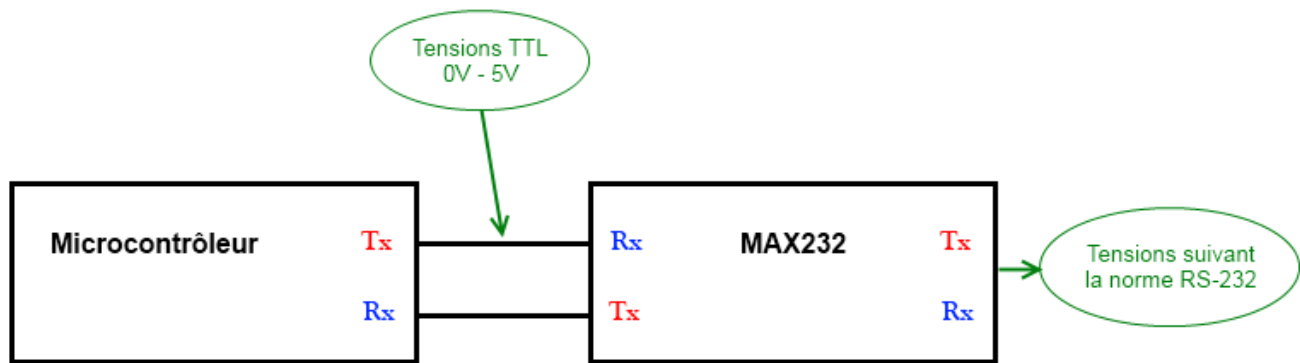 Tensions TTL
0V - 5V
Microcontrôleur
Tx
Rx
MAX232
Tx
Rx
Tx
Rx
Tensions suivant
la norme RS-232